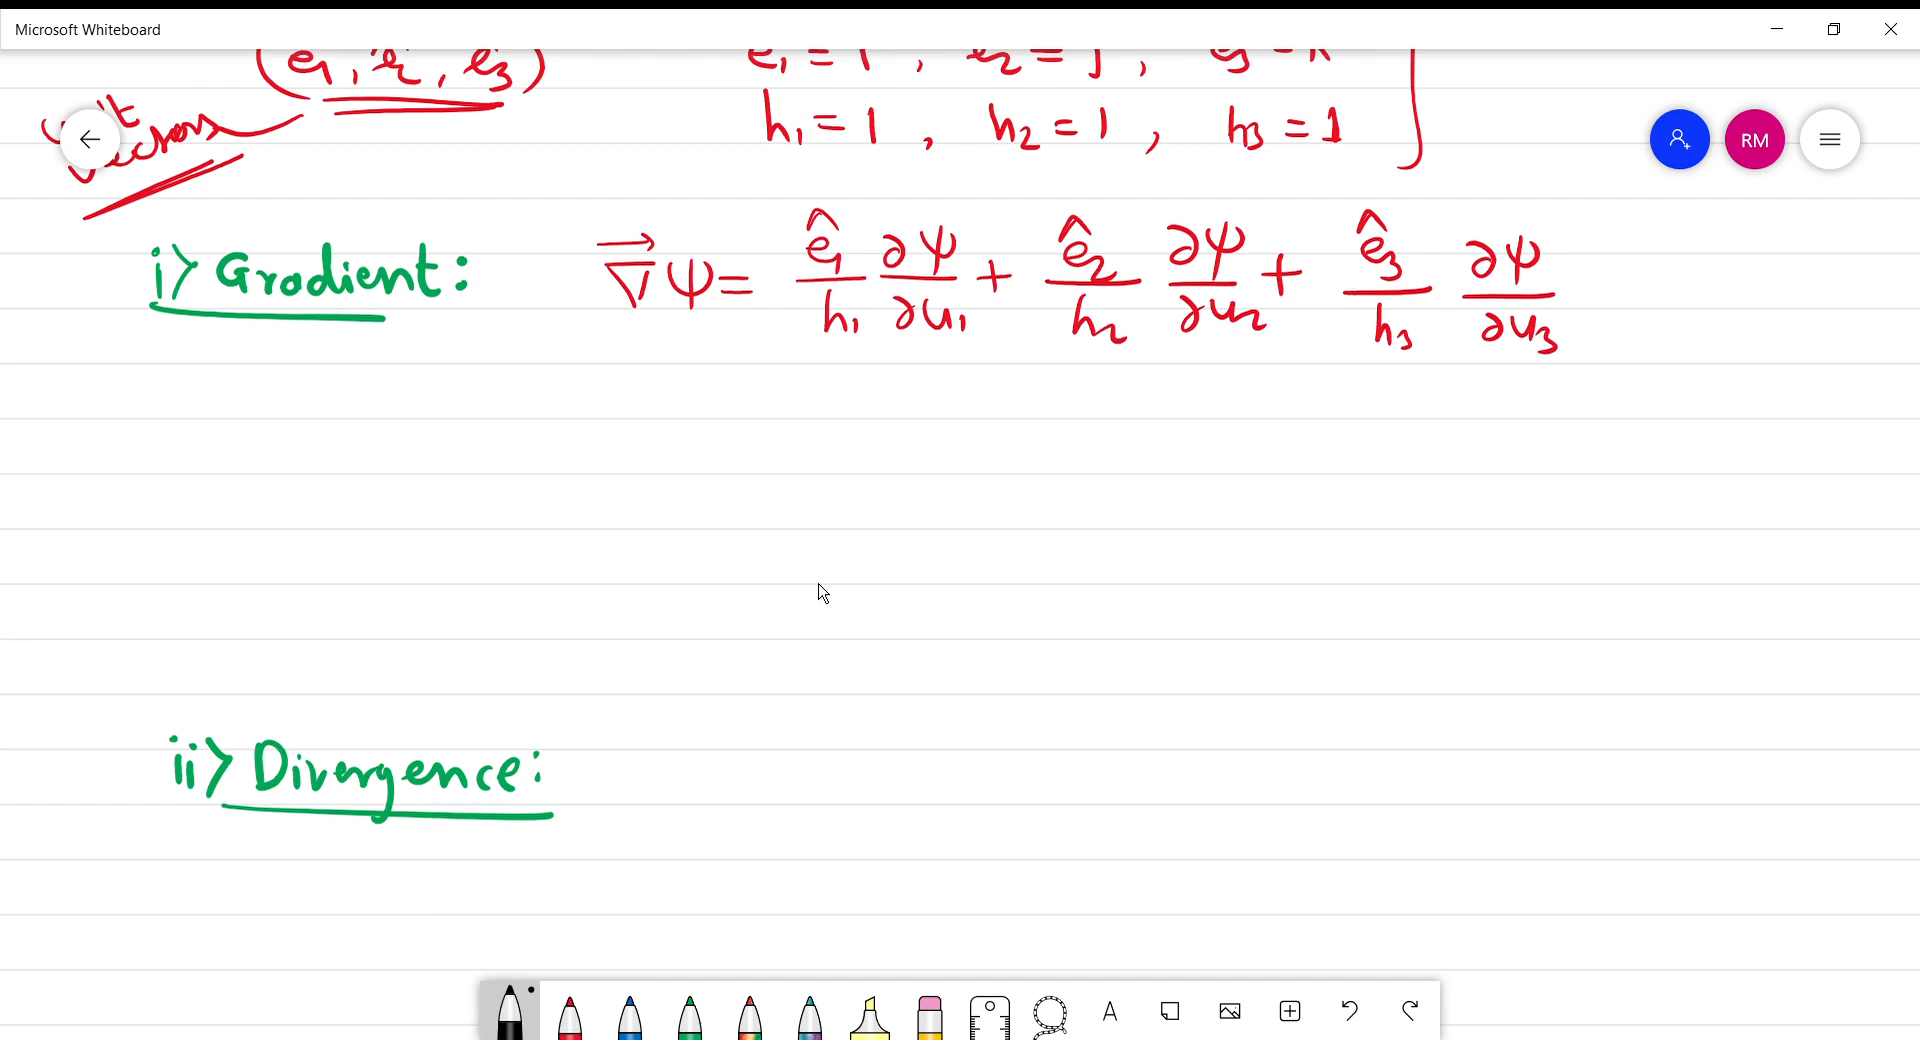 Microsoft Whiteboard
(e1, e2, e3)
e1 = i , e2 = j , e3 = k
h1 = 1 , h2 = 1 , h3 = 1
RM
i> Gradient: ∇⃗ψ = ê1/h1 ∂ψ/∂u1 + ê2/h2 ∂ψ/∂u2 + ê3/h3 ∂ψ/∂u3
ii> Divergence:
A